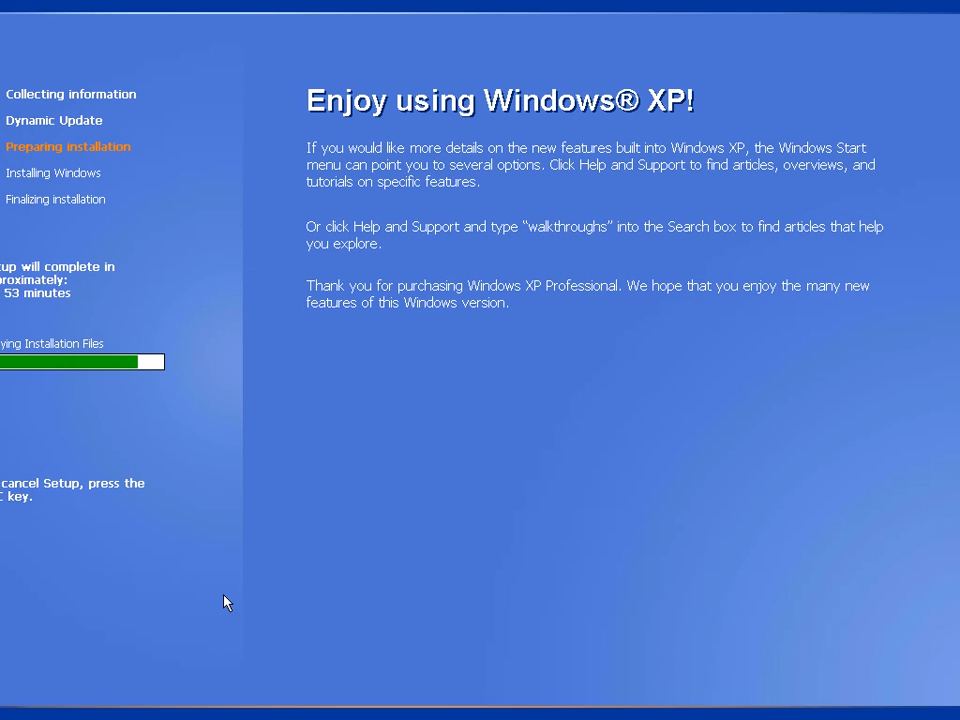 Collecting information
Dynamic Update
Preparing installation
Installing Windows
Finalizing installation
up will complete in
roximately:
53 minutes
ying Installation Files
cancel Setup, press the
key.
Enjoy using Windows® XP!
If you would like more details on the new features built into Windows XP, the Windows Start
menu can point you to several options. Click Help and Support to find articles, overviews, and
tutorials on specific features.
Or click Help and Support and type “walkthroughs” into the Search box to find articles that help
you explore.
Thank you for purchasing Windows XP Professional. We hope that you enjoy the many new
features of this Windows version.